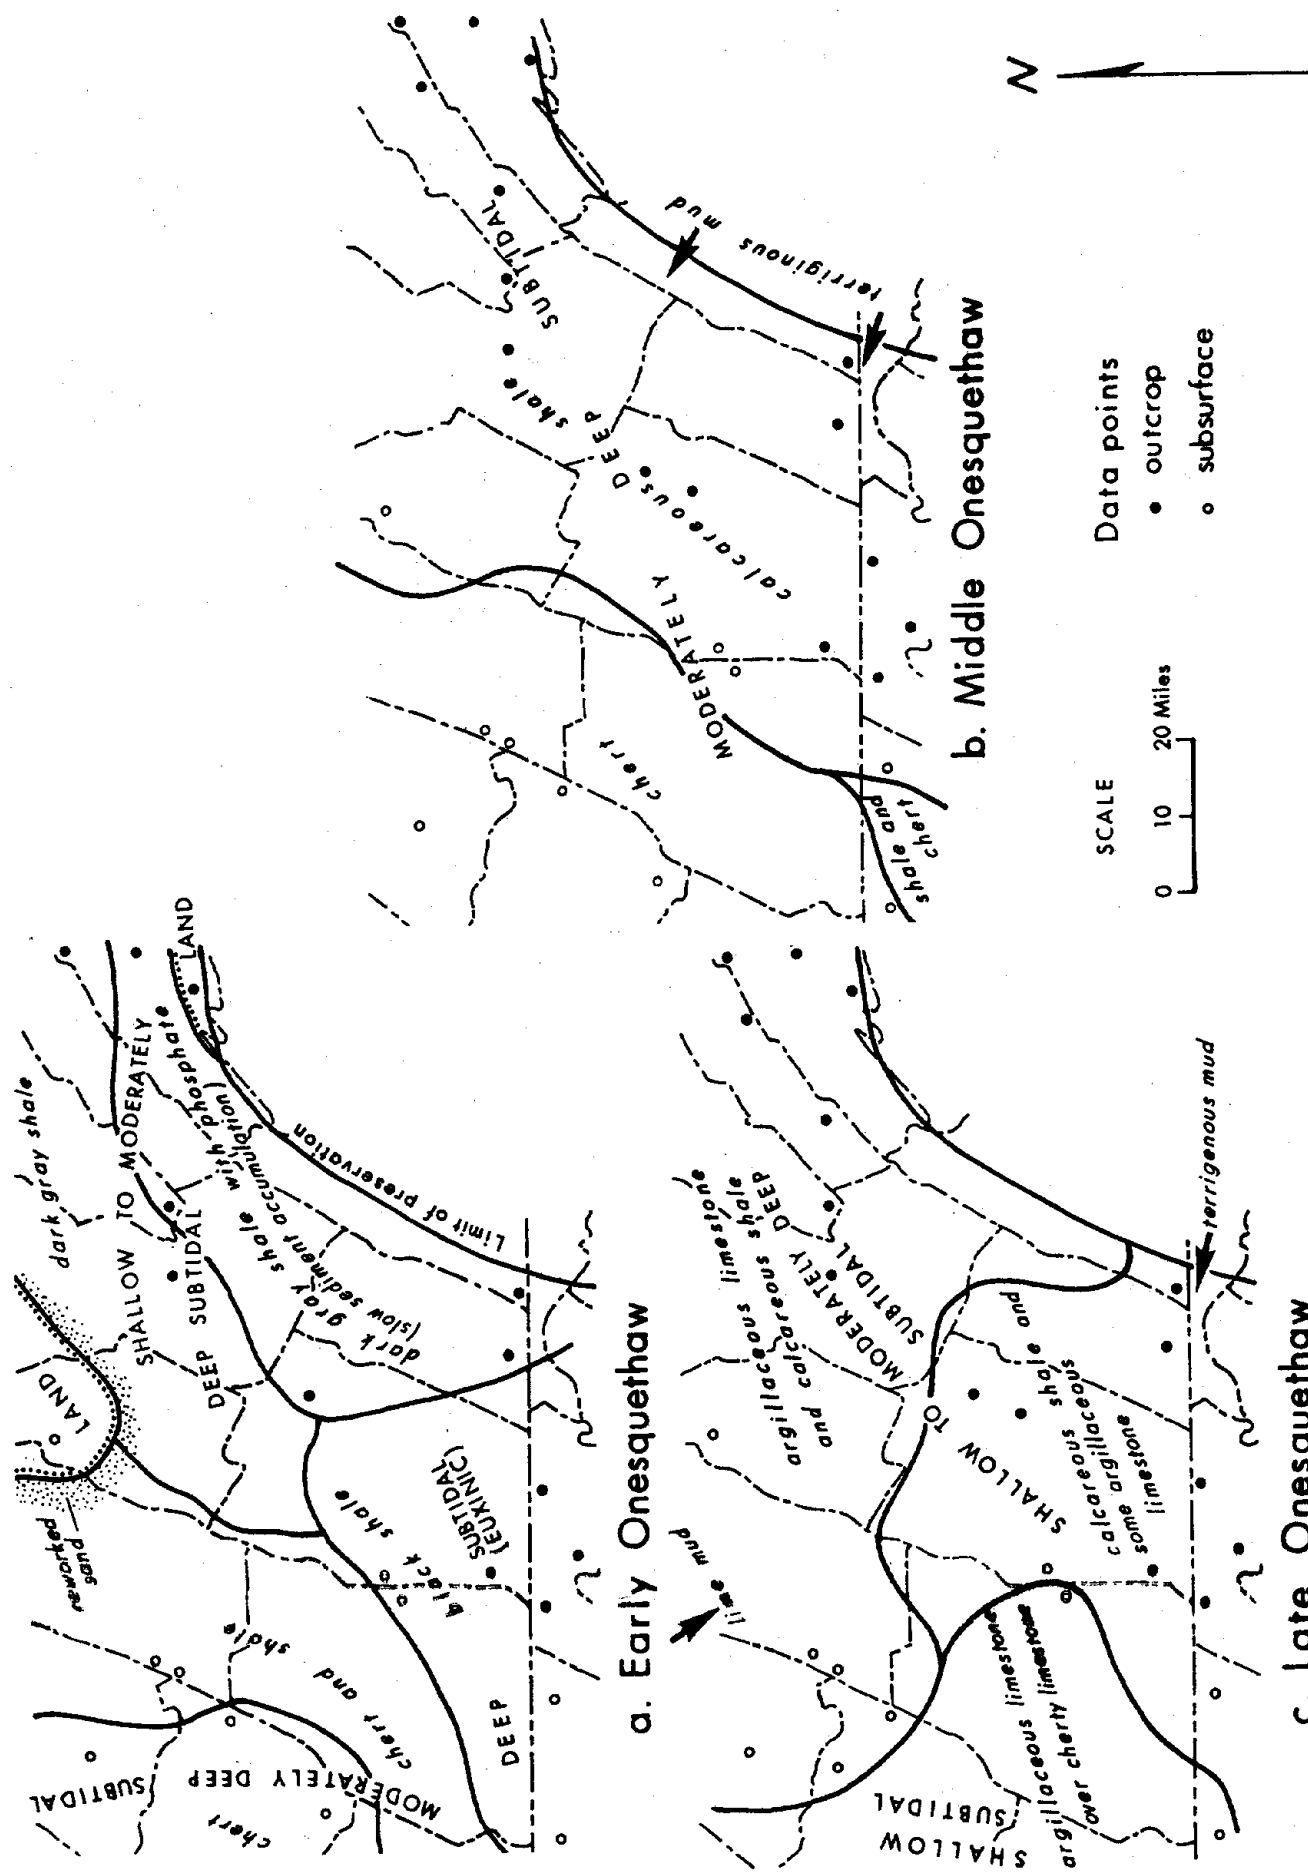 a. Early Onesquethaw
LAND
reworked
sand
dark gray shale
SHALLOW TO MODERATELY
DEEP SUBTIDAL
LAND
dark gray shale with phosphate
(slow sediment accumulation)
Limit of preservation
chert and shale
MODERATELY DEEP
SUBTIDAL
chert
black shale
DEEP
SUBTIDAL
(EUXINIC)
b. Middle Onesquethaw
MODERATELY DEEP SUBTIDAL
calcareous shale
chert
shale and
chert
terriginous mud
c. Late Onesquethaw
lime mud
argillaceous limestone
and calcareous shale
MODERATELY DEEP
SUBTIDAL
TO
SHALLOW
calcareous shale and
calcareous shale and
some argillaceous
limestone
SHALLOW
SUBTIDAL
argillaceous limestone
over cherty limestone
terrigenous mud
SCALE
0 10 20 Miles
Data points
outcrop
subsurface
N